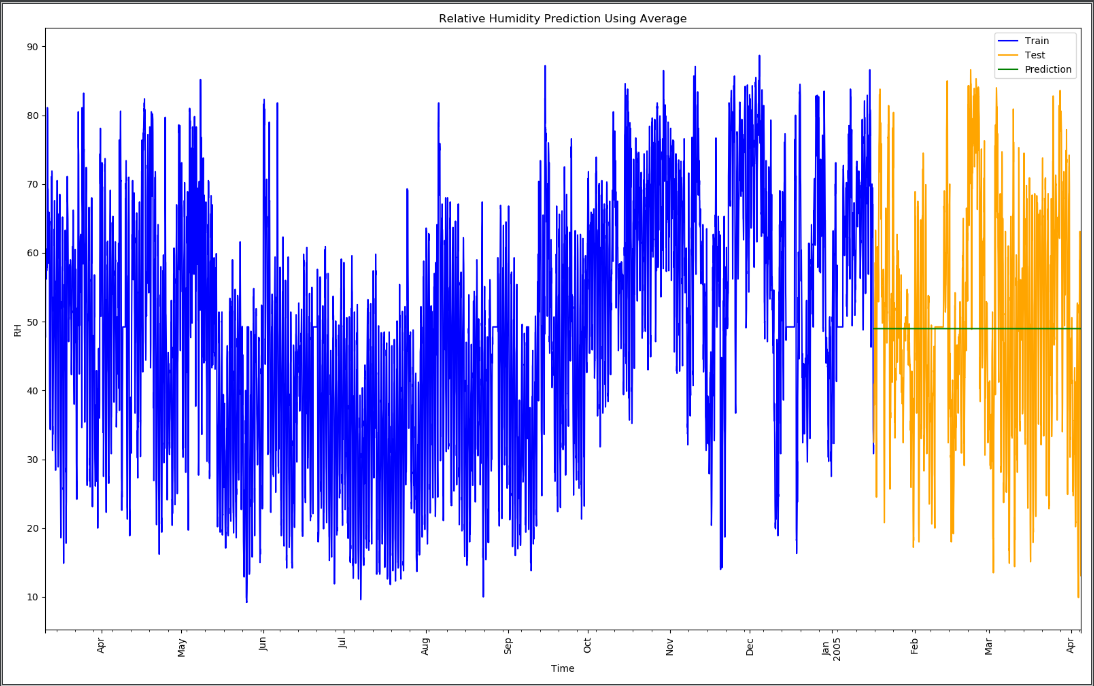 Relative Humidity Prediction Using Average
Train
Test
Prediction
90
80
70
60
50
40
30
20
10
RH
Apr
May
Jun
Jul
Aug
Sep
Oct
Nov
Dec
Jan
2005
Feb
Mar
Apr
Time